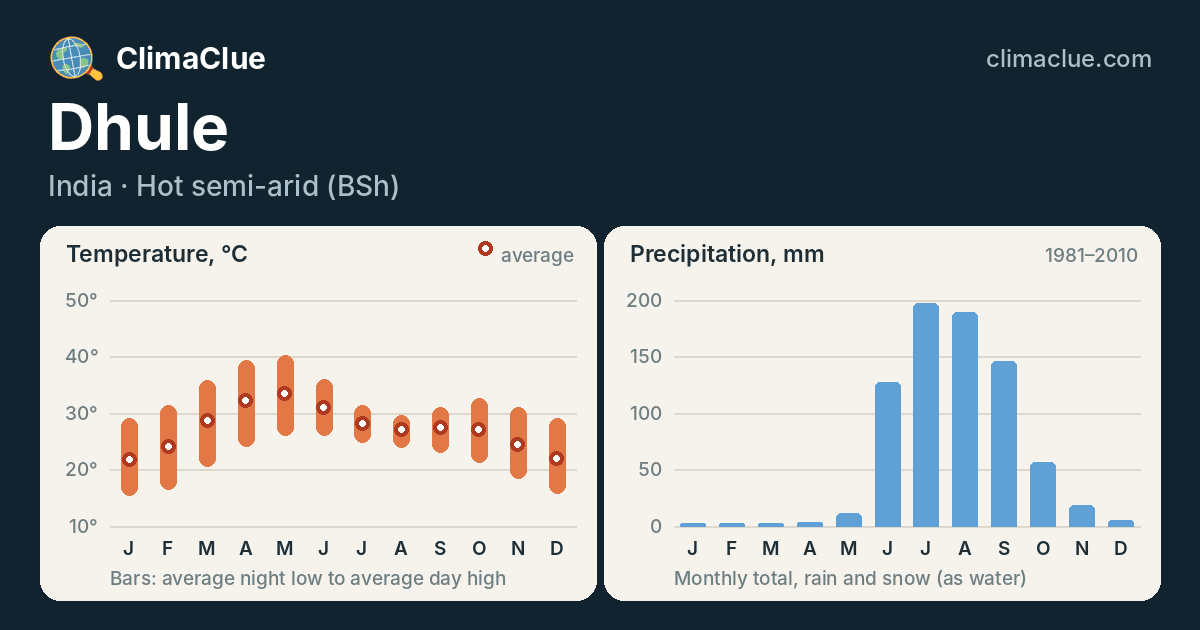 ClimaClue
climaclue.com
Dhule
India · Hot semi-arid (BSh)
Temperature, °C
average
50°
40°
30°
20°
10°
J F M A M J J A S O N D
Bars: average night low to average day high
Precipitation, mm
1981–2010
200
150
100
50
0
J F M A M J J A S O N D
Monthly total, rain and snow (as water)